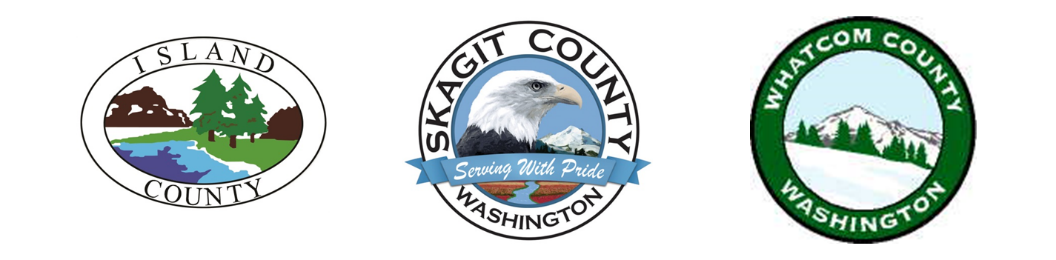 ISLAND
COUNTY
SKAGIT COUNTY
Serving With Pride
WASHINGTON
WHATCOM COUNTY
WASHINGTON